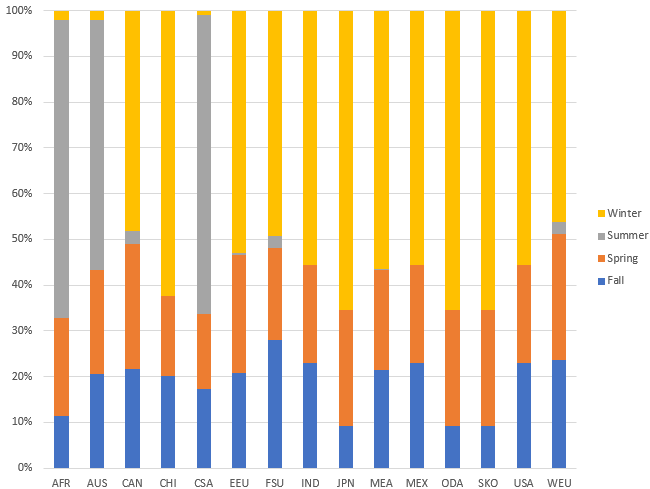 100%
90%
80%
70%
60%
50%
40%
30%
20%
10%
0%
AFR AUS CAN CHI CSA EEU FSU IND JPN MEA MEX ODA SKO USA WEU
Winter
Summer
Spring
Fall